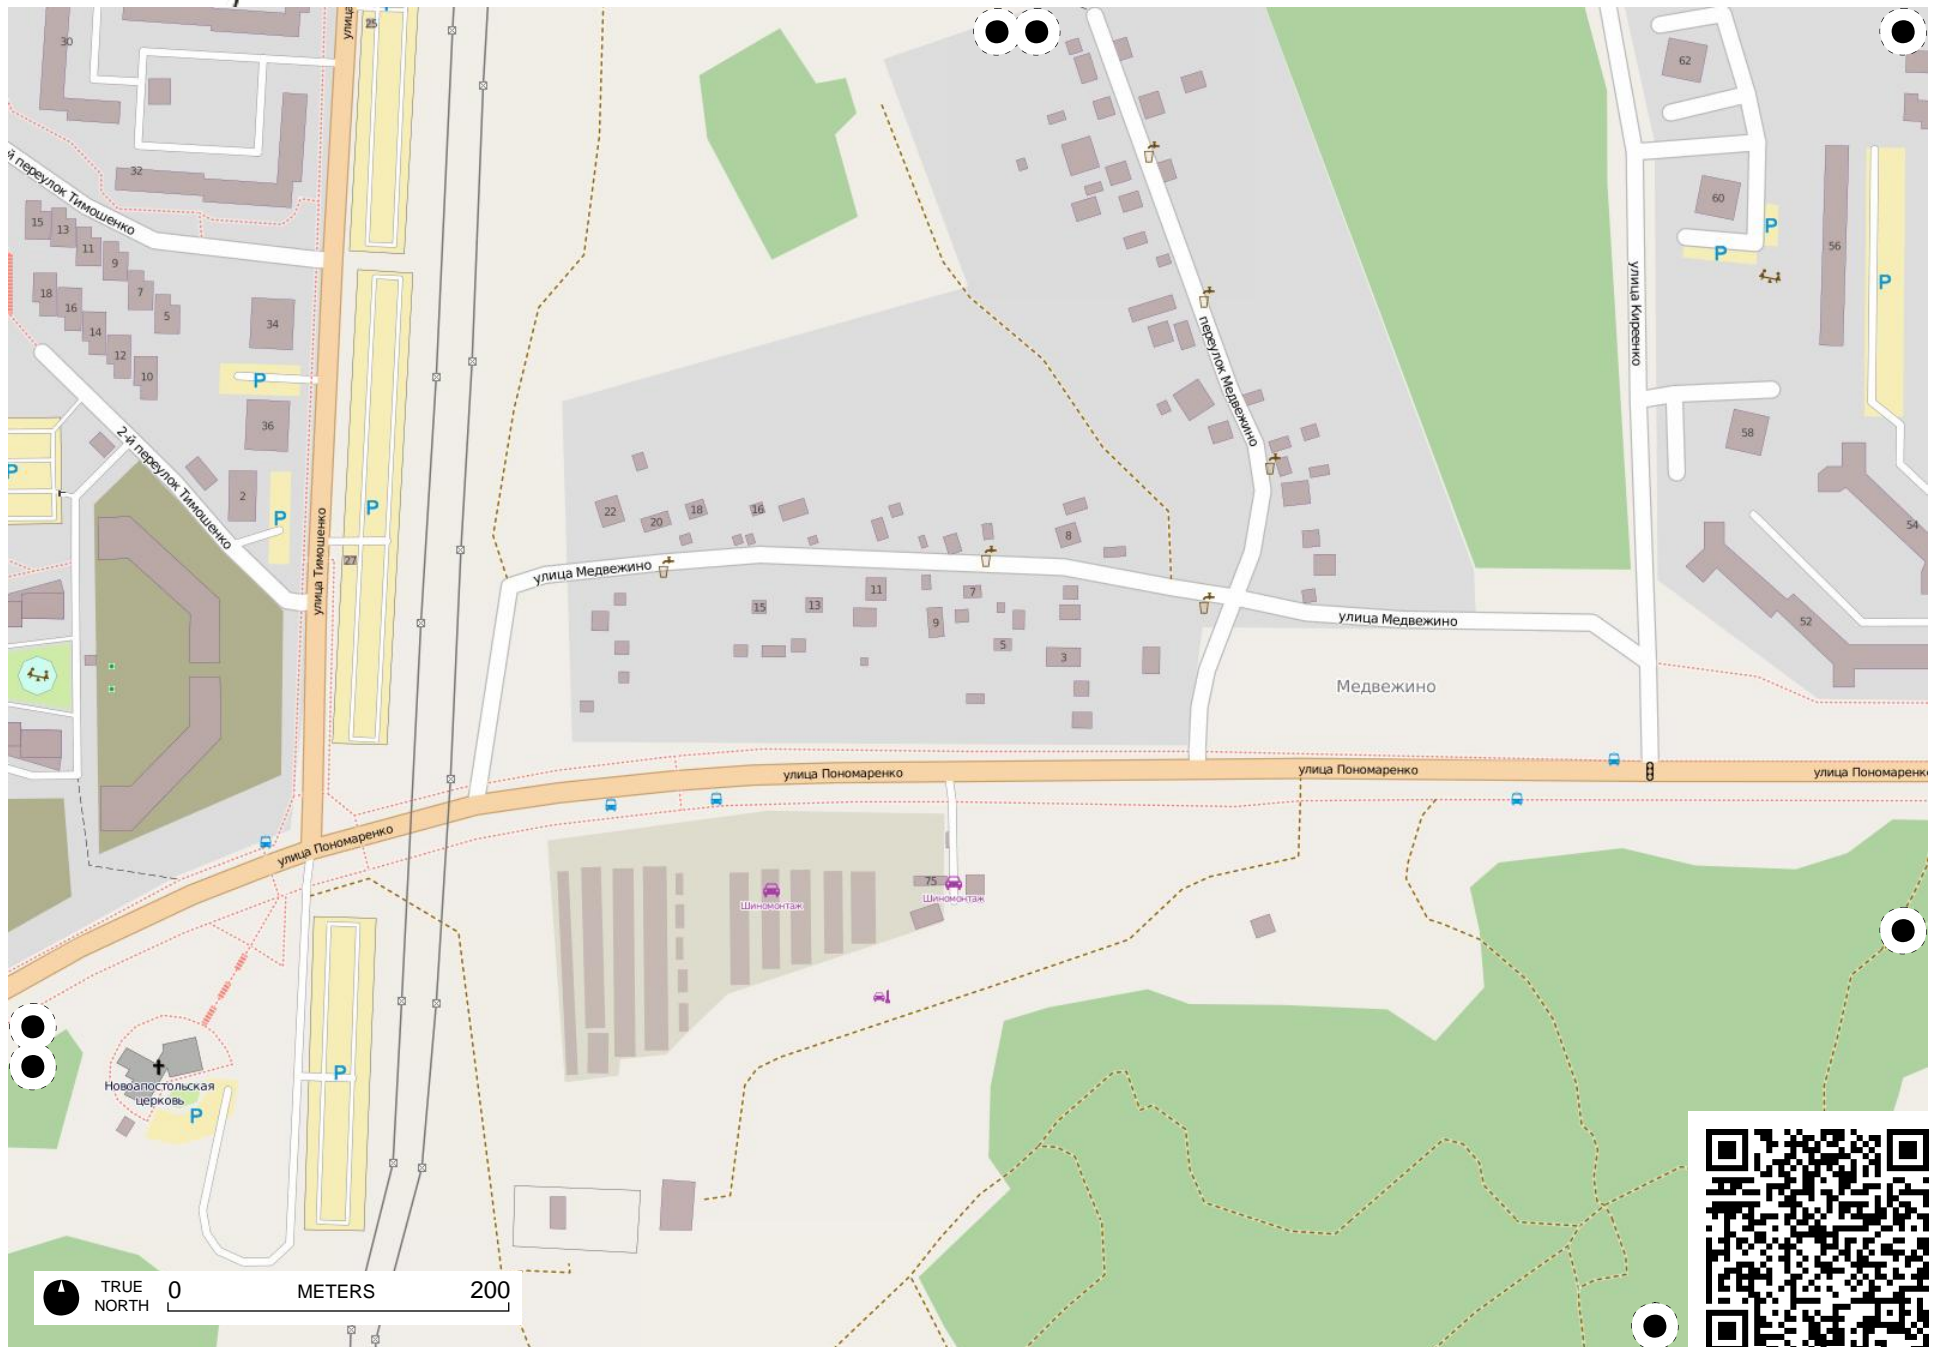 30
25
62
улица
32
й переулок Тимошенко
60
56
15
13
11
9
7
5
P
P
P
18
16
14
12
10
34
улица Киреенко
переулок Медвежино
P
36
58
2-й переулок Тимошенко
P
2
P
P
22
20
18
16
8
54
улица Тимошенко
27
улица Медвежино
11
7
15
13
9
5
3
улица Медвежино
52
Медвежино
улица Пономаренко
улица Пономаренко
улица Пономаренк
улица Пономаренко
75
Шиномонтаж
Шиномонтаж
P
Новоапостольская
церковь
P
TRUE
NORTH
0 METERS 200